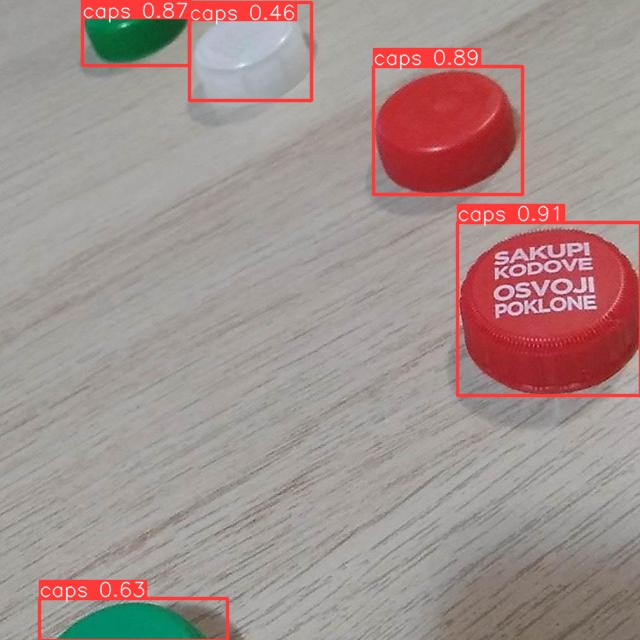 caps 0.87
caps 0.46
caps 0.89
caps 0.91
SAKUPI
KODOVE
OSVOJI
POKLONE
caps 0.63